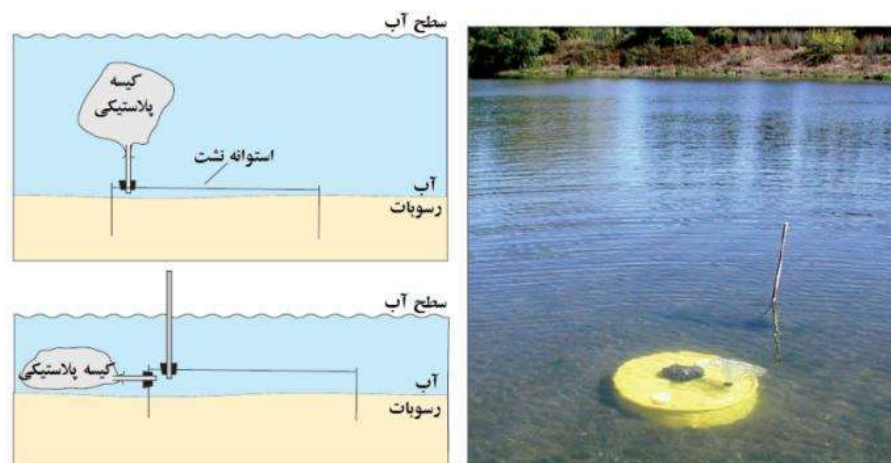 سطح آب
کیسه
پلاستیکی
استوانه نشت
آب
رسوبات
سطح آب
کیسه پلاستیکی
آب
رسوبات